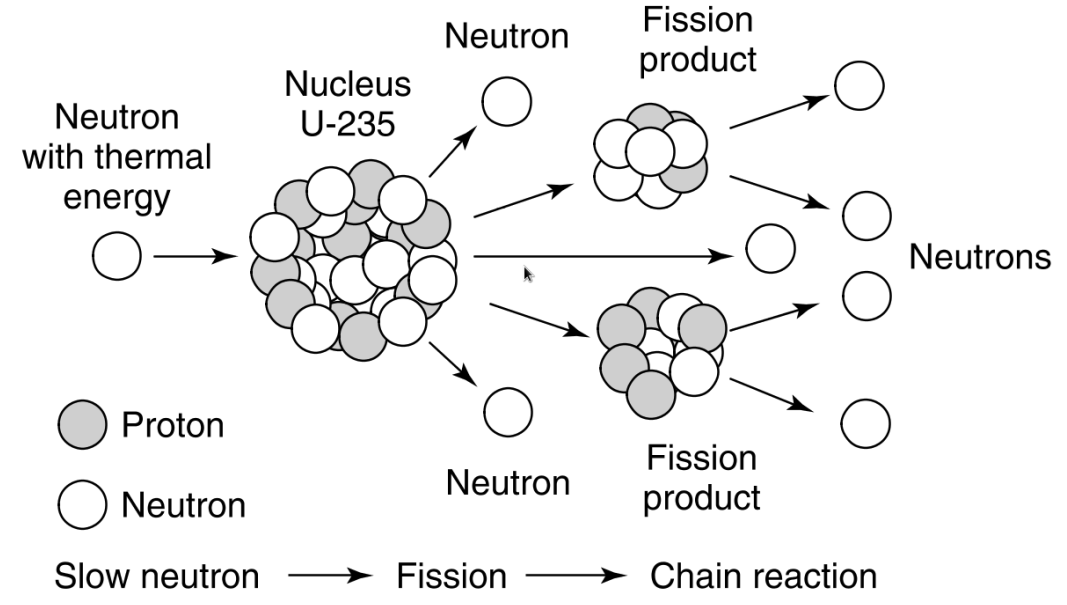 Neutron
with thermal
energy
Nucleus
U-235
Neutron
Fission
product
Neutrons
Neutron
Fission
product
Proton
Neutron
Slow neutron Fission Chain reaction